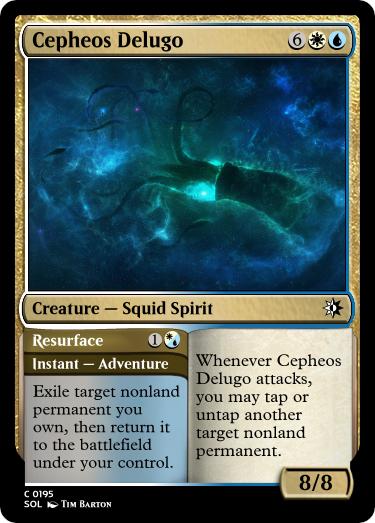 Cepheos Delugo 6
Creature — Squid Spirit
Resurface 1
Instant — Adventure
Exile target nonland
permanent you
own, then return it
to the battlefield
under your control.
Whenever Cepheos
Delugo attacks,
you may tap or
untap another
target nonland
permanent.
8/8
C 0195
SOL TIM BARTON